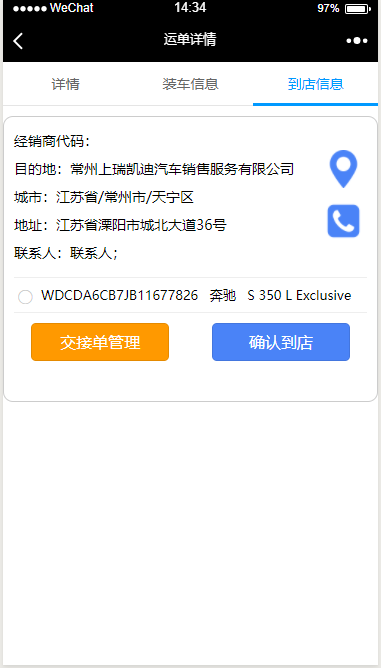 WeChat 14:34 97%
运单详情
详情 装车信息 到店信息
经销商代码：
目的地：常州上瑞凯迪汽车销售服务有限公司
城市：江苏省/常州市/天宁区
地址：江苏省溧阳市城北大道36号
联系人：联系人；
WDCDA6CB7JB11677826 奔驰 S 350 L Exclusive
交接单管理 确认到店